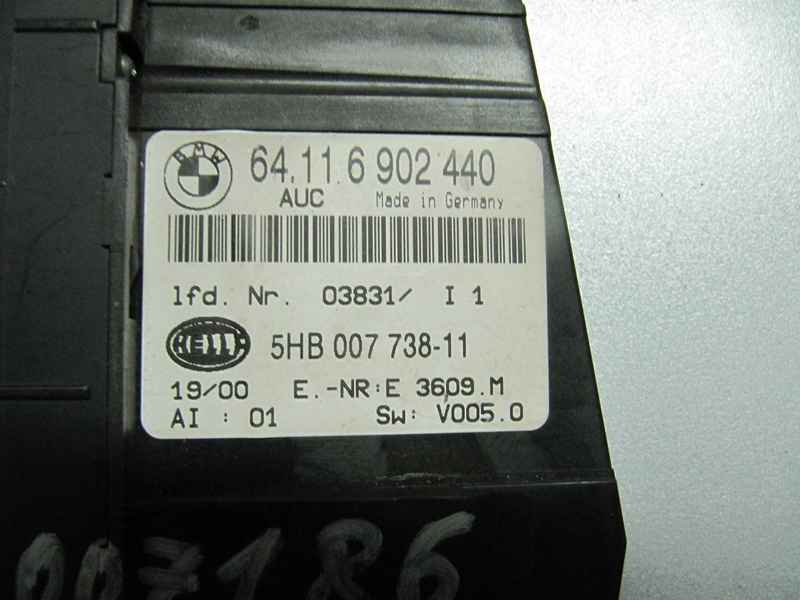 BMW
64.11 6 902 440
AUC Made in Germany
lfd. Nr. 03831/ I 1
HELLA 5HB 007 738-11
19/00 E.-NR:E 3609.M
AI : 01 SW: V005.0
007186